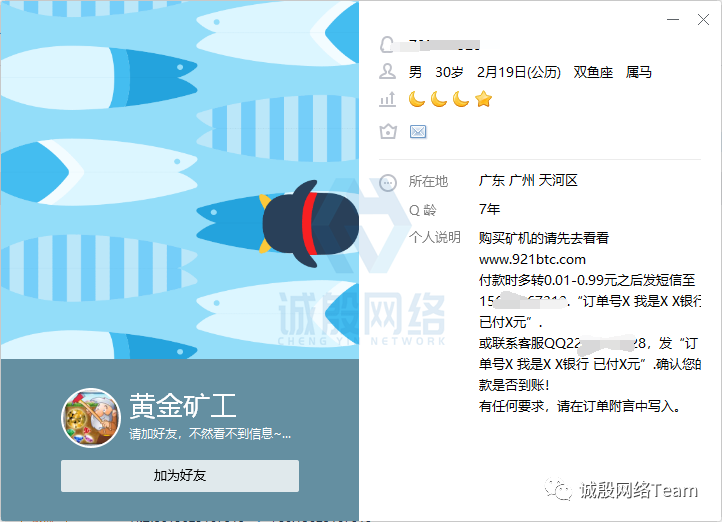 男 30岁 2月19日(公历) 双鱼座 属马
所在地 广东 广州 天河区
Q 龄 7年
个人说明 购买矿机的请先去看看
www.921btc.com
付款时多转0.01-0.99元之后发短信至
.“订单号X 我是X X银行
已付X元”.
或联系客服QQ22 28，发“订
单号X 我是X X银行 已付X元”.确认您的
款是否到账!
有任何要求，请在订单附言中写入。
诚殷网络
CHENG YIN NETWORK
黄金矿工
请加好友，不然看不到信息~...
加为好友
诚殷网络Team